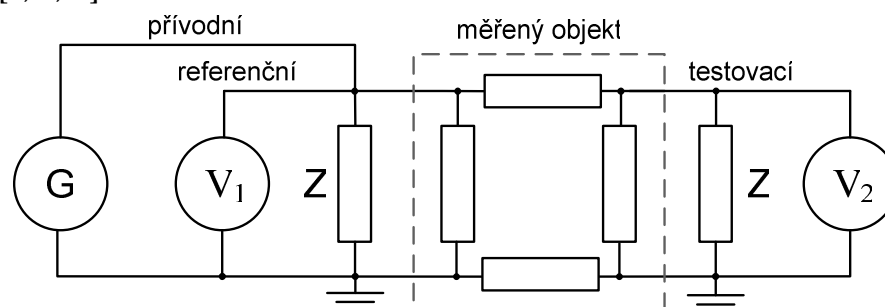 přívodní
měřený objekt
referenční
testovací
G
V1
Z
Z
V2